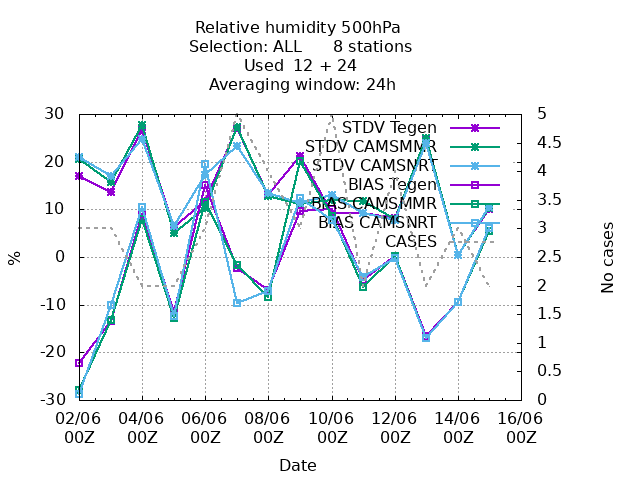 Relative humidity 500hPa
Selection: ALL      8 stations
Used  12 + 24
Averaging window: 24h
STDV Tegen
STDV CAMSMMR
STDV CAMSNRT
BIAS Tegen
BIAS CAMSMMR
BIAS CAMSNRT
CASES
30
20
10
0
-10
-20
-30
%
5
4.5
4
3.5
3
2.5
2
1.5
1
0.5
0
No cases
02/06 04/06 06/06 08/06 10/06 12/06 14/06 16/06
00Z 00Z 00Z 00Z 00Z 00Z 00Z 00Z
Date